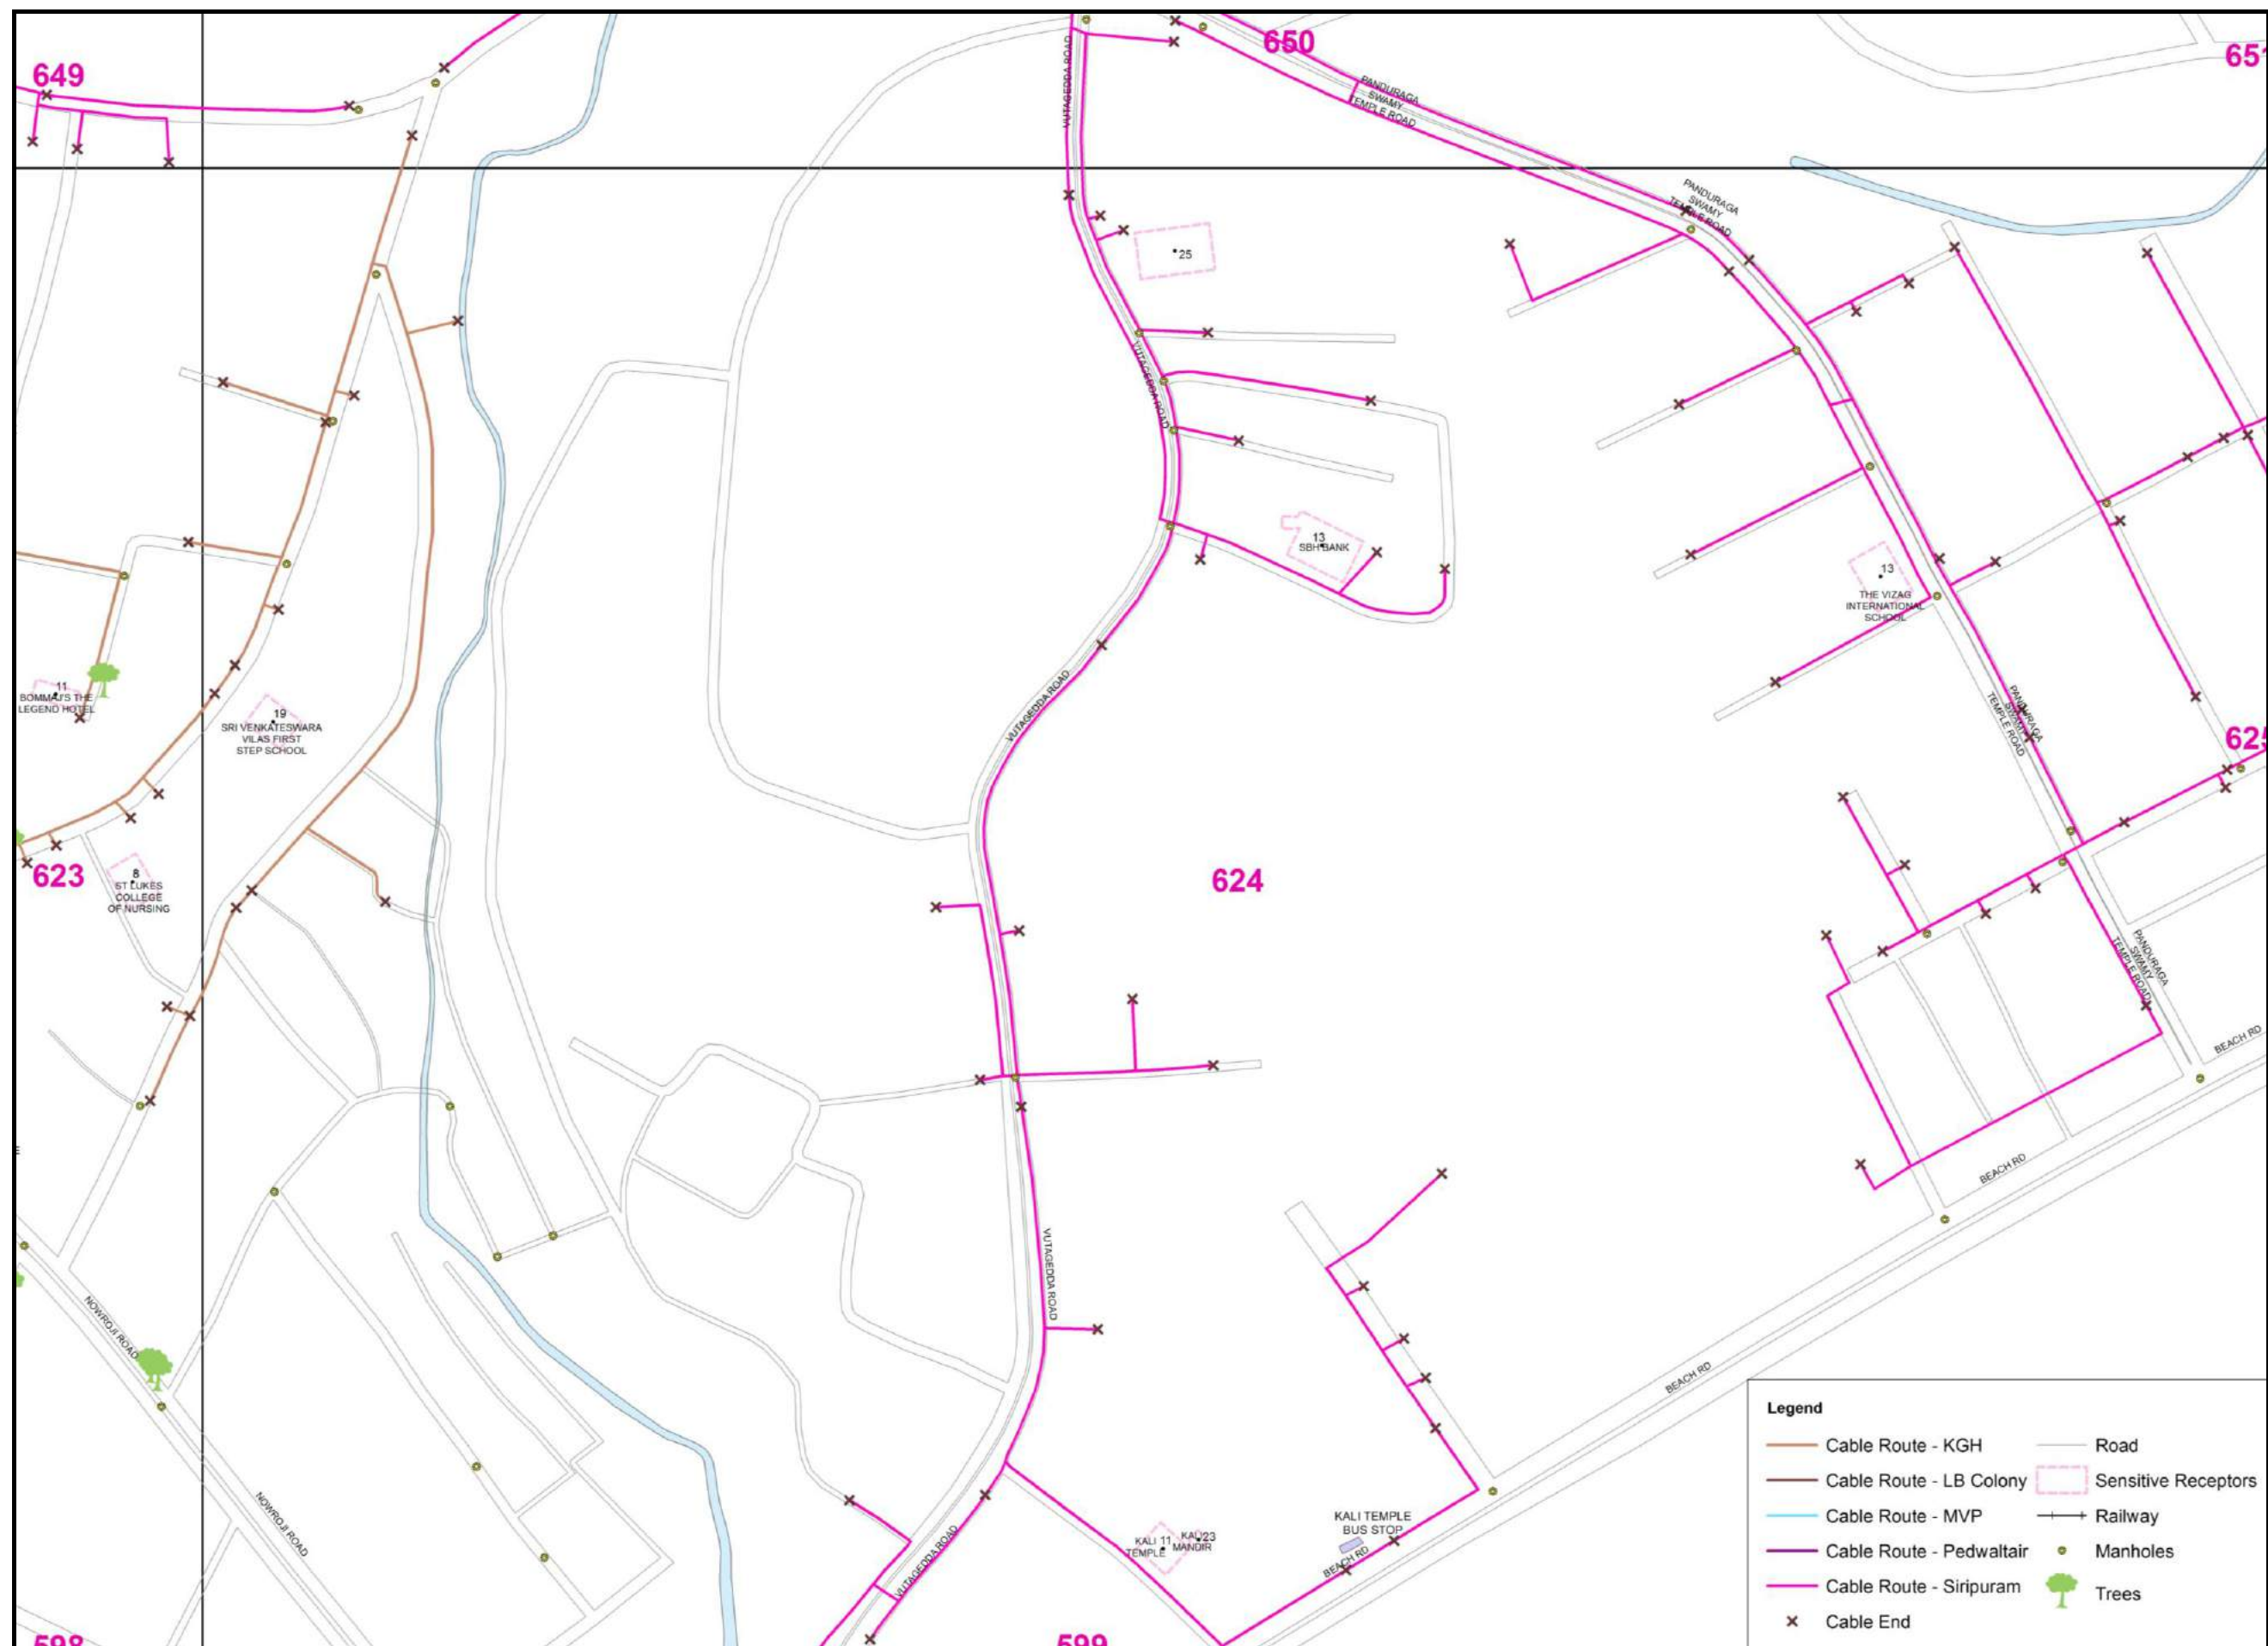 650
651
649
VUTAGEDDA ROAD
PANDURAGA
SWAMY
TEMPLE ROAD
PANDURAGA
SWAMY
TEMPLE ROAD
25
VUTAGEDDA ROAD
13
SBH BANK
13
THE VIZAG
INTERNATIONAL
SCHOOL
11
BOMMAJI'S THE
LEGEND HOTEL
19
SRI VENKATESWARA
VILAS FIRST
STEP SCHOOL
VUTAGEDDA ROAD
PANDURAGA
SWAMY
TEMPLE ROAD
625
623
8
ST LUKES
COLLEGE
OF NURSING
624
PANDURAGA
SWAMY
TEMPLE ROAD
BEACH RD
BEACH RD
VUTAGEDDA ROAD
NOWROJI ROAD
BEACH RD
NOWROJI ROAD
VUTAGEDDA ROAD
KALI 11
TEMPLE
KALI 23
MANDIR
KALI TEMPLE
BUS STOP
BEACH RD
598
599
Legend
Cable Route - KGH
Cable Route - LB Colony
Cable Route - MVP
Cable Route - Pedwaltair
Cable Route - Siripuram
Cable End
Road
Sensitive Receptors
Railway
Manholes
Trees